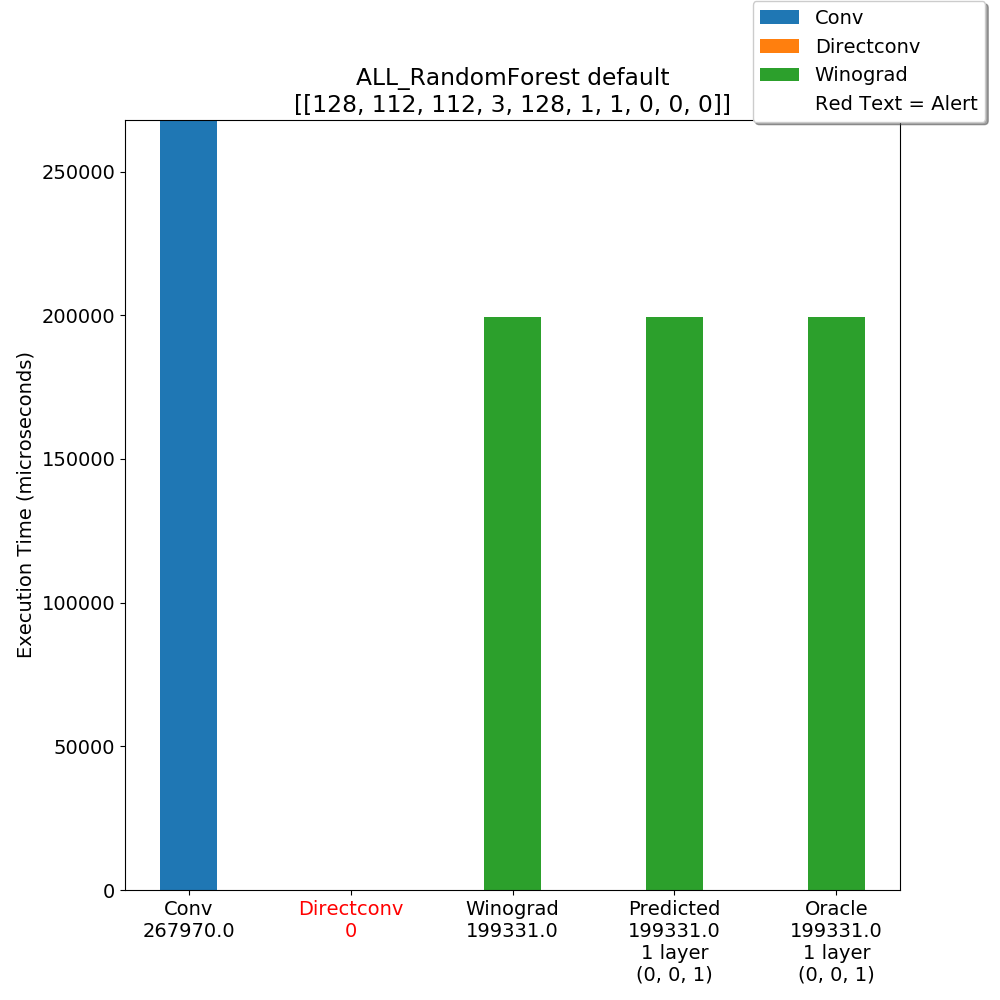 Conv
Directconv
Winograd
Red Text = Alert
ALL_RandomForest default
[[128, 112, 112, 3, 128, 1, 1, 0, 0, 0]]
Execution Time (microseconds)
250000
200000
150000
100000
50000
0
Conv
267970.0
Directconv
0
Winograd
199331.0
Predicted
199331.0
1 layer
(0, 0, 1)
Oracle
199331.0
1 layer
(0, 0, 1)